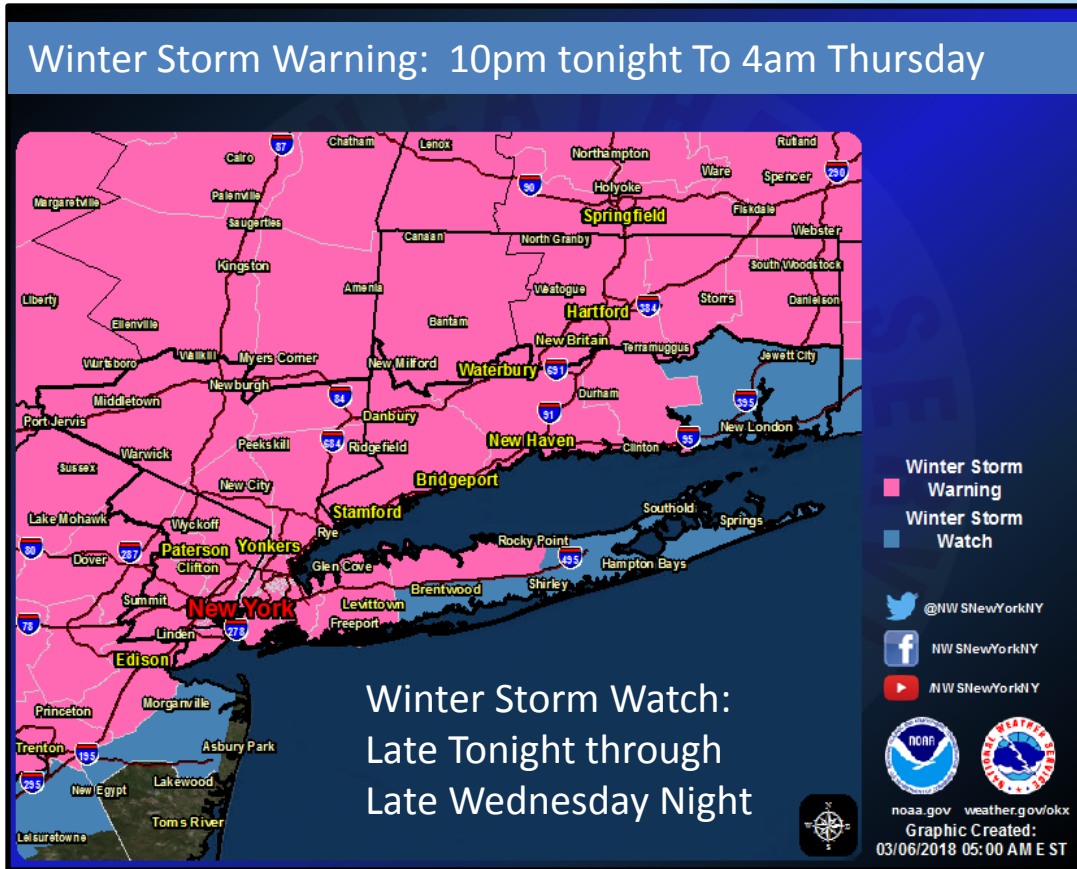 Winter Storm Warning: 10pm tonight To 4am Thursday
87
Chatham
Lenox
Northampton
Rutland
Cairo
90
Ware
Spencer
290
Margaretville
Palenville
Holyoke
Saugerties
Springfield
Fiskdale
Webster
Canaan
North Granby
Kingston
South Woodstock
Liberty
Amenia
Weatogue
Storrs
Danielson
Hartford
384
Ellenville
Bantam
New Britain
Terramuggus
Jewett City
Wurtsboro
Wallkill
Myers Corner
New Milford
Waterbury
691
Newburgh
Durham
Middletown
84
Danbury
91
395
Port Jervis
Peekskill
684
Ridgefield
New Haven
New London
Warwick
Clinton
95
Sussex
New City
Bridgeport
Winter Storm
Warning
Lake Mohawk
Wyckoff
Stamford
Southold
Springs
Winter Storm
Watch
80
Dover
287
Paterson
Yonkers
Rye
Rocky Point
495
Clifton
Glen Cove
Hampton Bays
Summit
New York
Levittown
Brentwood
Shirley
@NWSNewYorkNY
78
Linden
278
Freeport
NWSNewYorkNY
Edison
/NWSNewYorkNY
Morganville
Princeton
Winter Storm Watch:
Late Tonight through
Late Wednesday Night
Trenton
195
Asbury Park
NOAA
NATIONAL WEATHER SERVICE
295
New Egypt
Lakewood
noaa.gov weather.gov/okx
Toms River
Leisuretowne
Graphic Created:
03/06/2018 05:00 AM EST